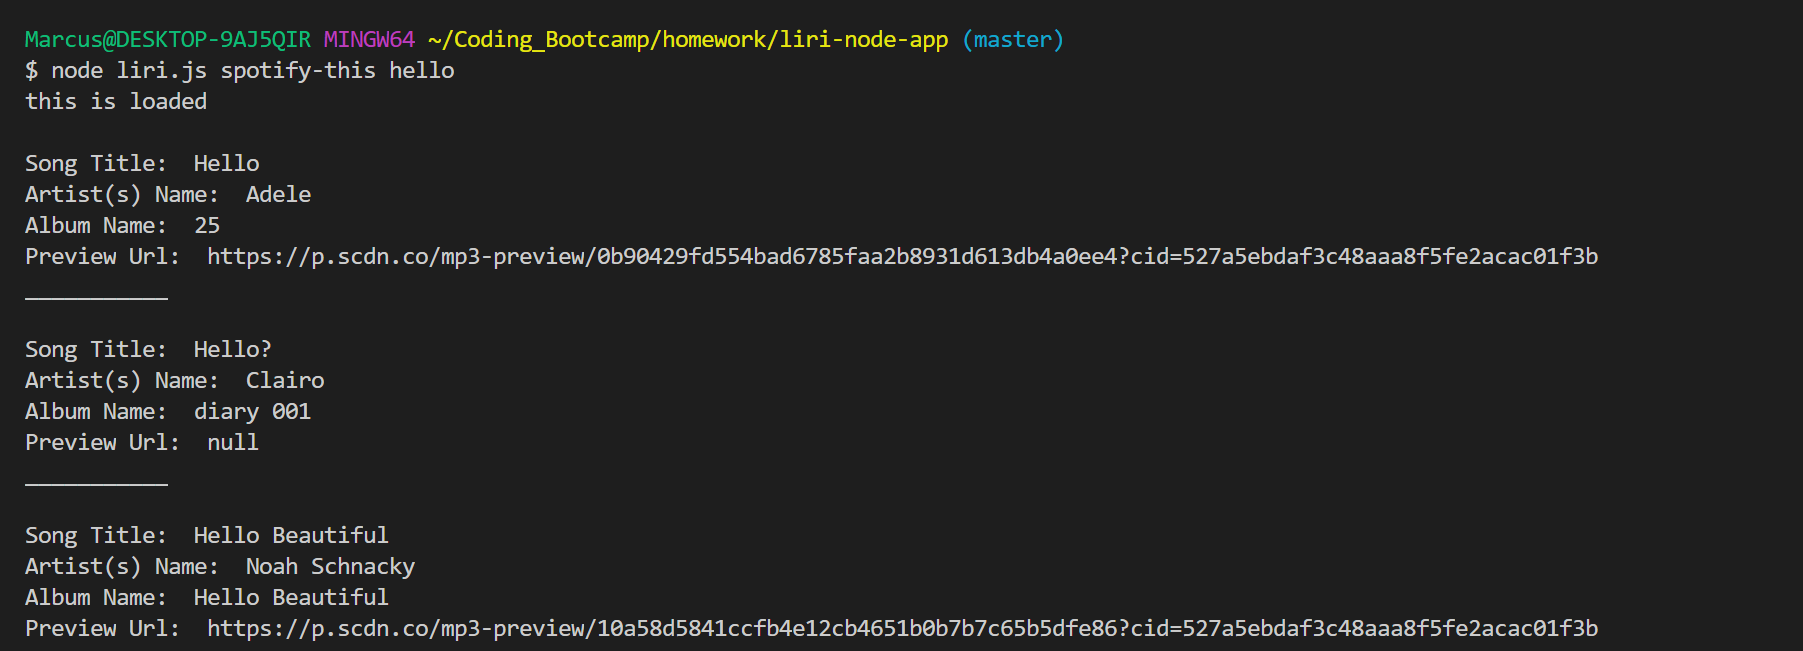 Marcus@DESKTOP-9AJ5QIR MINGW64 ~/Coding_Bootcamp/homework/liri-node-app (master)
$ node liri.js spotify-this hello
this is loaded
Song Title:  Hello
Artist(s) Name:  Adele
Album Name:  25
Preview Url:  https://p.scdn.co/mp3-preview/0b90429fd554bad6785faa2b8931d613db4a0ee4?cid=527a5ebdaf3c48aaa8f5fe2acac01f3b
___________
Song Title:  Hello?
Artist(s) Name:  Clairo
Album Name:  diary 001
Preview Url:  null
___________
Song Title:  Hello Beautiful
Artist(s) Name:  Noah Schnacky
Album Name:  Hello Beautiful
Preview Url:  https://p.scdn.co/mp3-preview/10a58d5841ccfb4e12cb4651b0b7b7c65b5dfe86?cid=527a5ebdaf3c48aaa8f5fe2acac01f3b